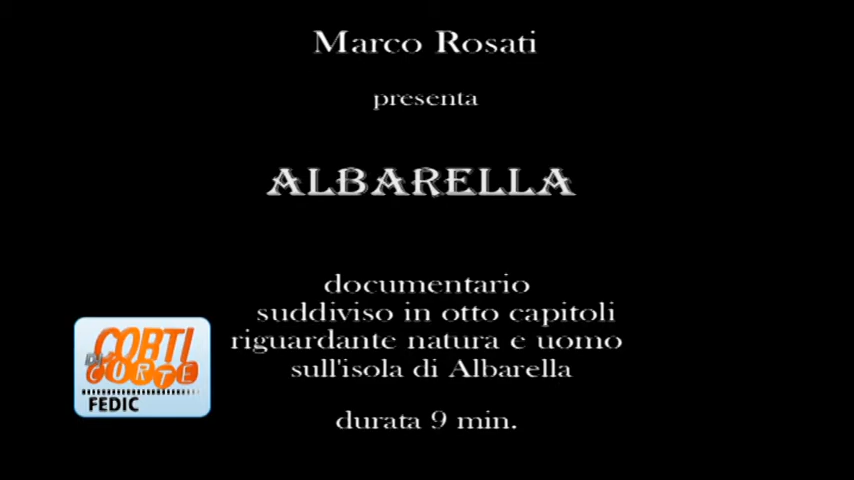 Marco Rosati
presenta
ALBARELLA
documentario
suddiviso in otto capitoli
riguardante natura e uomo
sull'isola di Albarella
durata 9 min.
CORTI
DI
CORTE
FEDIC